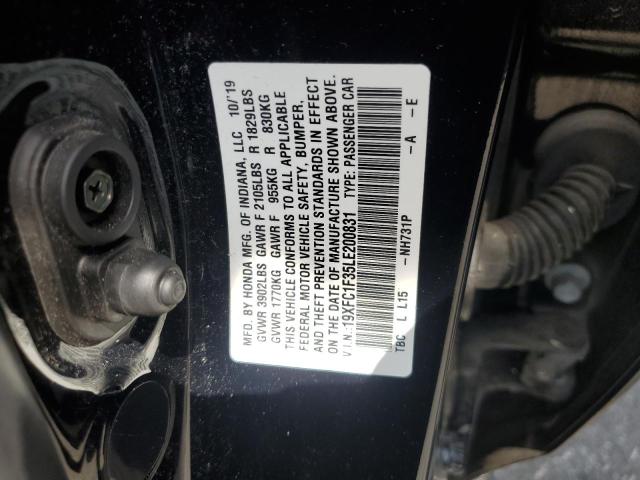 MFD. BY HONDA MFG. OF INDIANA, LLC 10/'19
GVWR 3902LBS GAWR F 2105LBS R 1829LBS
GVWR 1770KG GAWR F 955KG R 830KG
THIS VEHICLE CONFORMS TO ALL APPLICABLE
FEDERAL MOTOR VEHICLE SAFETY, BUMPER,
AND THEFT PREVENTION STANDARDS IN EFFECT
ON THE DATE OF MANUFACTURE SHOWN ABOVE.
V.I.N.: 19XFC1F35LE200831 TYPE: PASSENGER CAR
TBC L L15 -NH731P -A -E